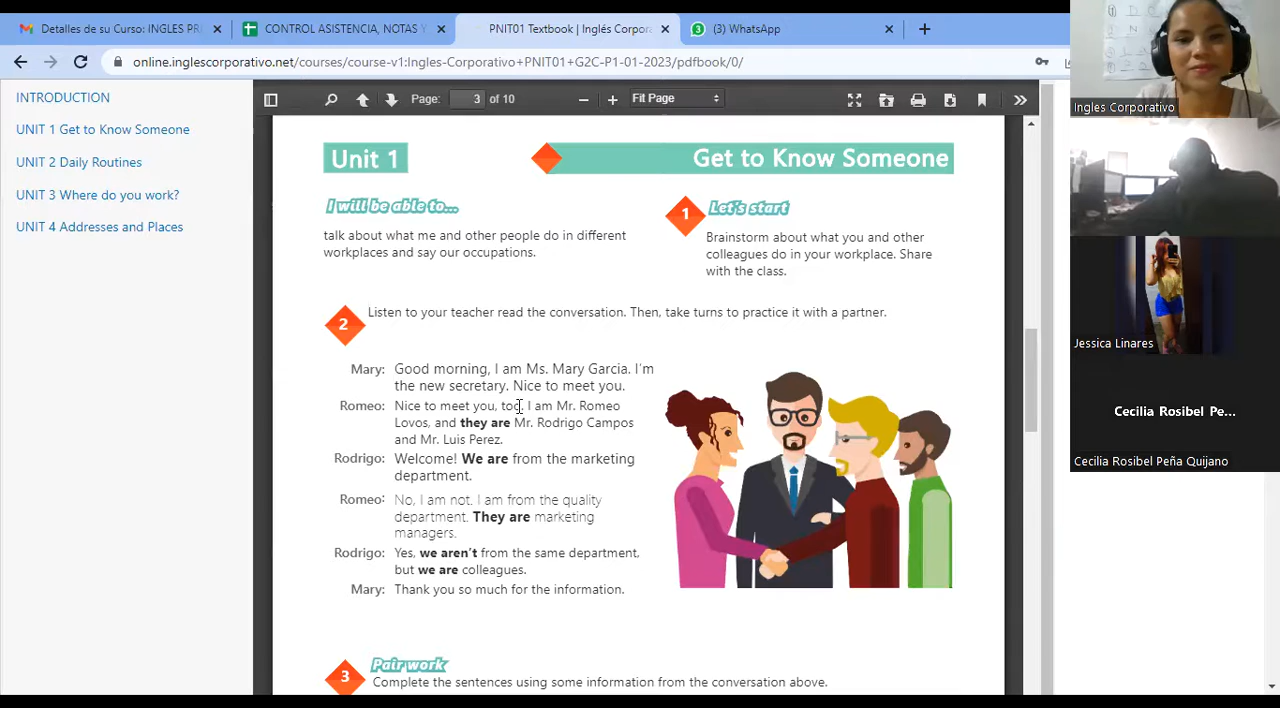 Detalles de su Curso: INGLES PRI
CONTROL ASISTENCIA, NOTAS Y
PNIT01 Textbook | Inglés Corpora
(3) WhatsApp
online.inglescorporativo.net/courses/course-v1:Ingles-Corporativo+PNIT01+G2C-P1-01-2023/pdfbook/0/
INTRODUCTION
UNIT 1 Get to Know Someone
UNIT 2 Daily Routines
UNIT 3 Where do you work?
UNIT 4 Addresses and Places
Page: 3 of 10
Fit Page
Unit 1
Get to Know Someone
I will be able to...
talk about what me and other people do in different
workplaces and say our occupations.
1 Let's start
Brainstorm about what you and other
colleagues do in your workplace. Share
with the class.
2 Listen to your teacher read the conversation. Then, take turns to practice it with a partner.
Mary: Good morning, I am Ms. Mary Garcia. I'm
the new secretary. Nice to meet you.
Romeo: Nice to meet you, too. I am Mr. Romeo
Lovos, and they are Mr. Rodrigo Campos
and Mr. Luis Perez.
Rodrigo: Welcome! We are from the marketing
department.
Romeo: No, I am not. I am from the quality
department. They are marketing
managers.
Rodrigo: Yes, we aren't from the same department,
but we are colleagues.
Mary: Thank you so much for the information.
3 Pair work
Complete the sentences using some information from the conversation above.
Ingles Corporativo
Jessica Linares
Cecilia Rosibel Pe...
Cecilia Rosibel Peña Quijano